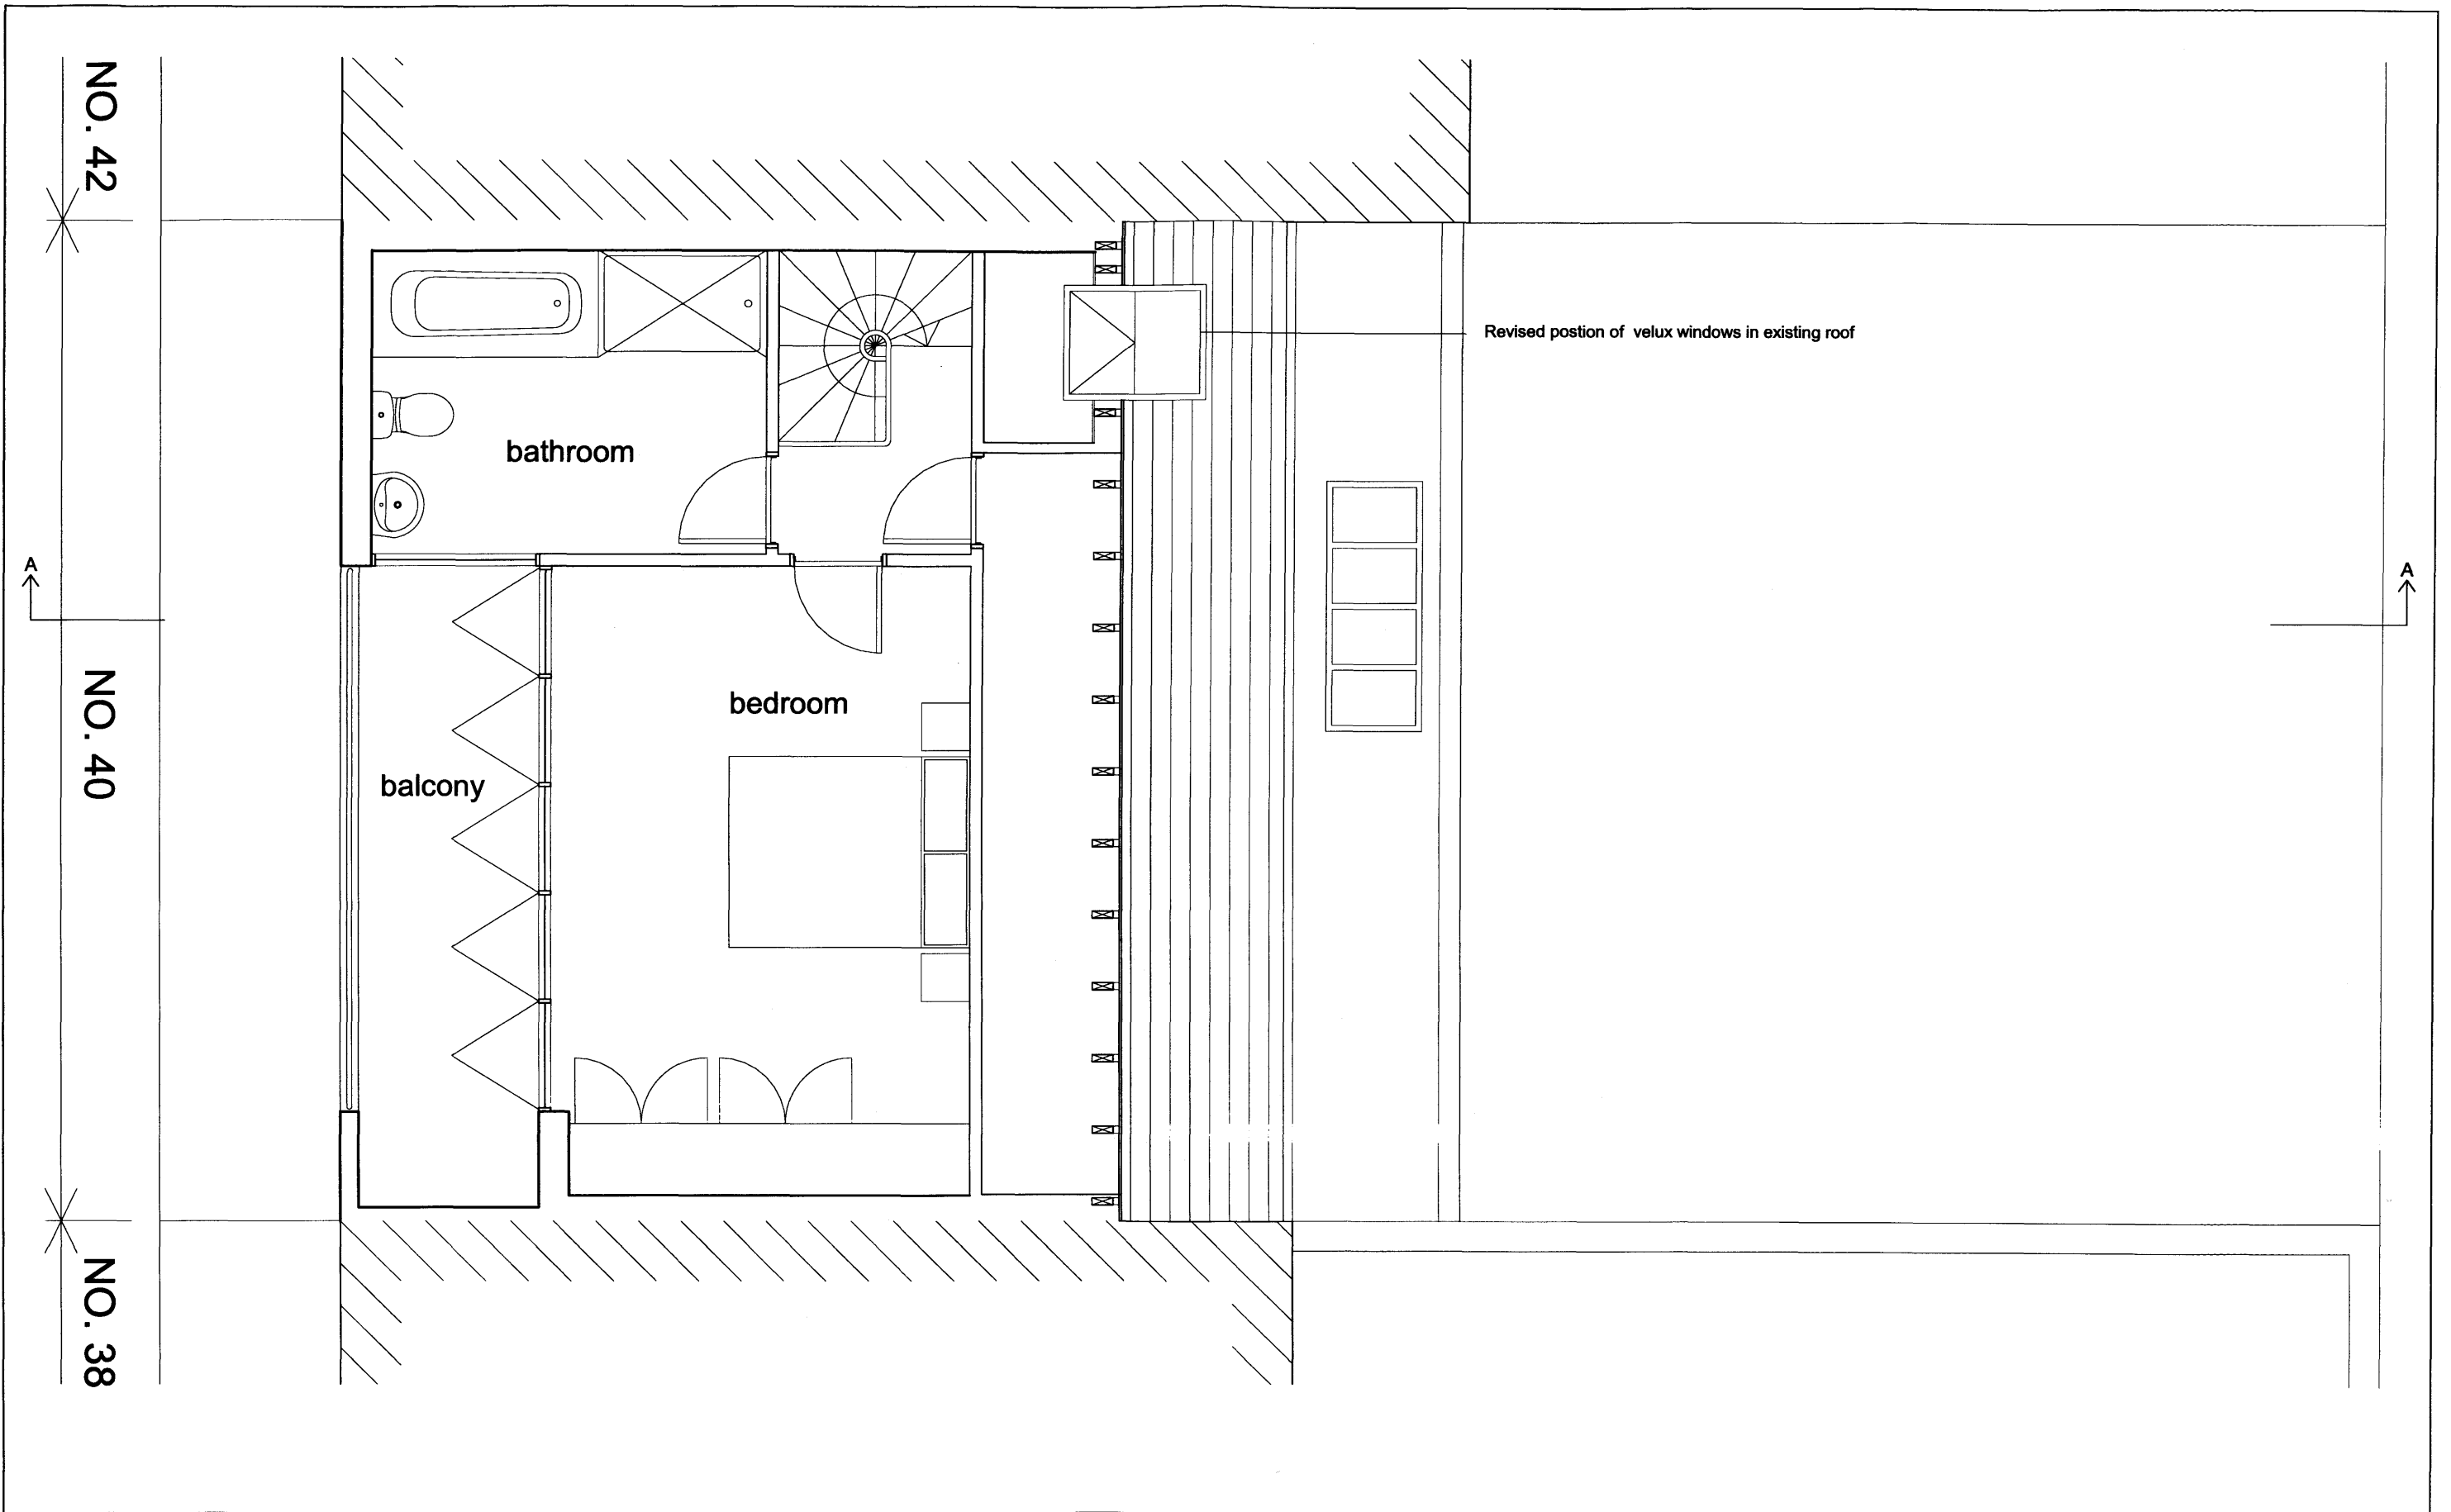 NO. 42
Revised postion of velux windows in existing roof
bathroom
A
A
NO. 40
bedroom
balcony
NO. 38